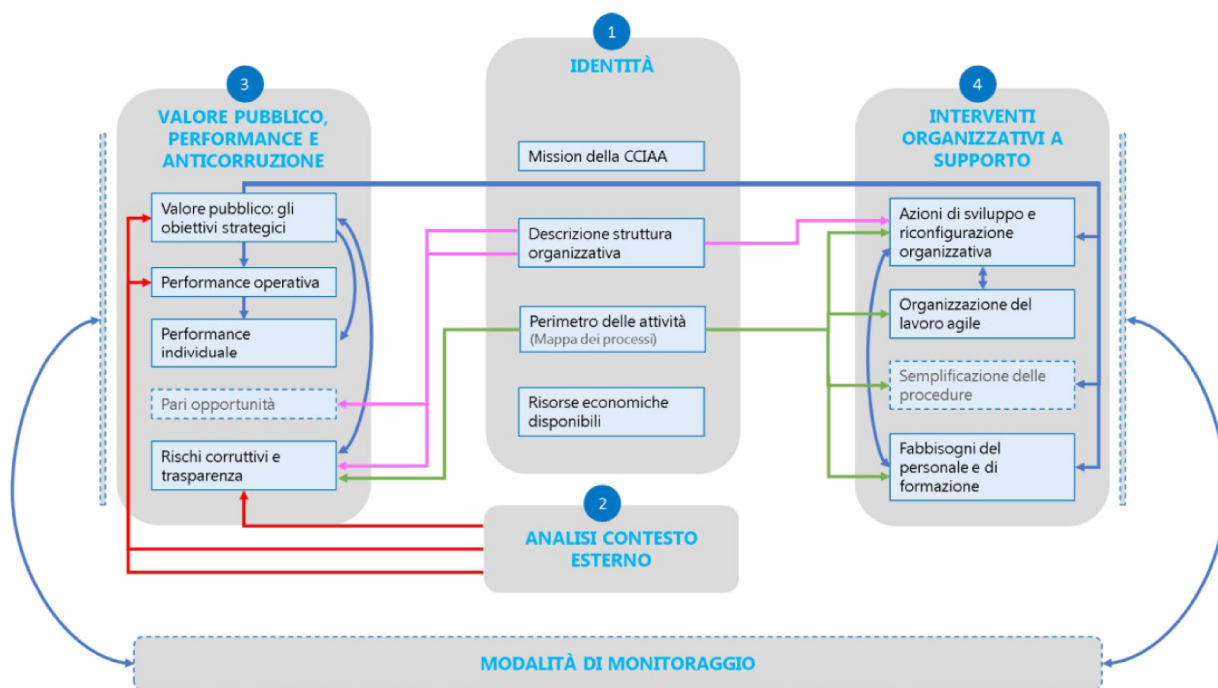 1
IDENTITÀ
Mission della CCIAA
Descrizione struttura
organizzativa
Perimetro delle attività
(Mappa dei processi)
Risorse economiche
disponibili
2
ANALISI CONTESTO
ESTERNO
3
VALORE PUBBLICO,
PERFORMANCE E
ANTICORRUZIONE
Valore pubblico: gli
obiettivi strategici
Performance operativa
Performance
individuale
Pari opportunità
Rischi corruttivi e
trasparenza
4
INTERVENTI
ORGANIZZATIVI A
SUPPORTO
Azioni di sviluppo e
riconfigurazione
organizzativa
Organizzazione del
lavoro agile
Semplificazione delle
procedure
Fabbisogni del
personale e di
formazione
MODALITÀ DI MONITORAGGIO